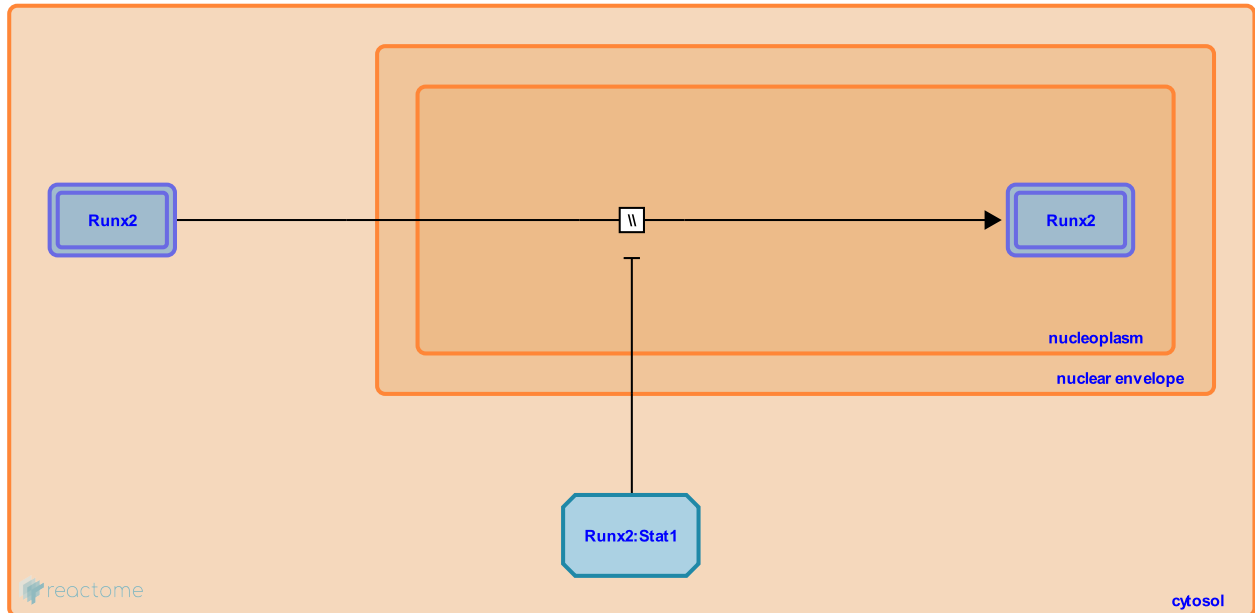 Runx2
\\
Runx2
nucleoplasm
nuclear envelope
Runx2:Stat1
reactome
cytosol